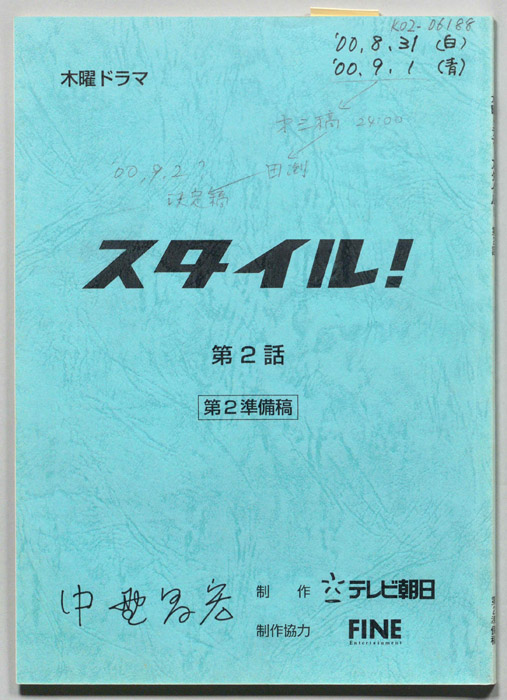 K02-06188
'00.8.31 (白)
'00.9.1 (青)
木曜ドラマ
第三稿 24:00
'00.9.2?
決定稿
スタイル!
第2話
第2準備稿
制作 テレビ朝日
制作協力 FINE
Entertainment